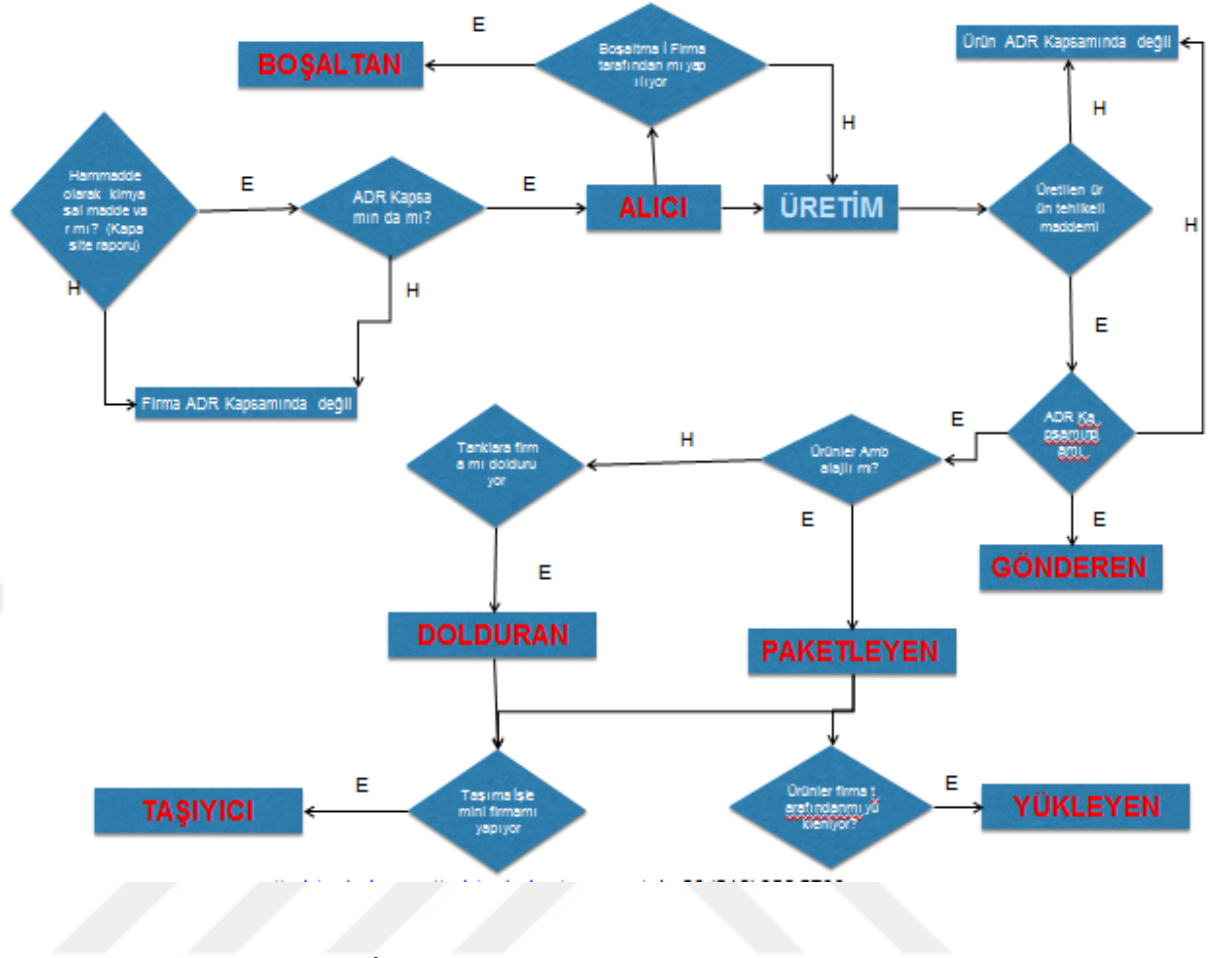 E
BOŞALTAN
Boşaltma İ Firma
tarafından mı yap
ılıyor
H
Ürün ADR Kapsamında değil
H
Hammadde
olarak kimya
sal madde va
r mı? (Kapa
site raporu)
H
E
ADR Kapsa
mın da mı?
H
E
ALICI
ÜRETİM
Üretilen ür
ün tehlikeli
maddemi
H
E
Firma ADR Kapsamında değil
Tanklara firm
a mı dolduru
yor
H
Ürünler Amb
alajlı mı?
E
ADR Ka
psamınd
amı
E
GÖNDEREN
E
E
DOLDURAN
PAKETLEYEN
TAŞIYICI
E
Taşıma işle
mini firmamı
yapıyor
Ürünler firma t
arafındanmı yü
kleniyor?
E
YÜKLEYEN